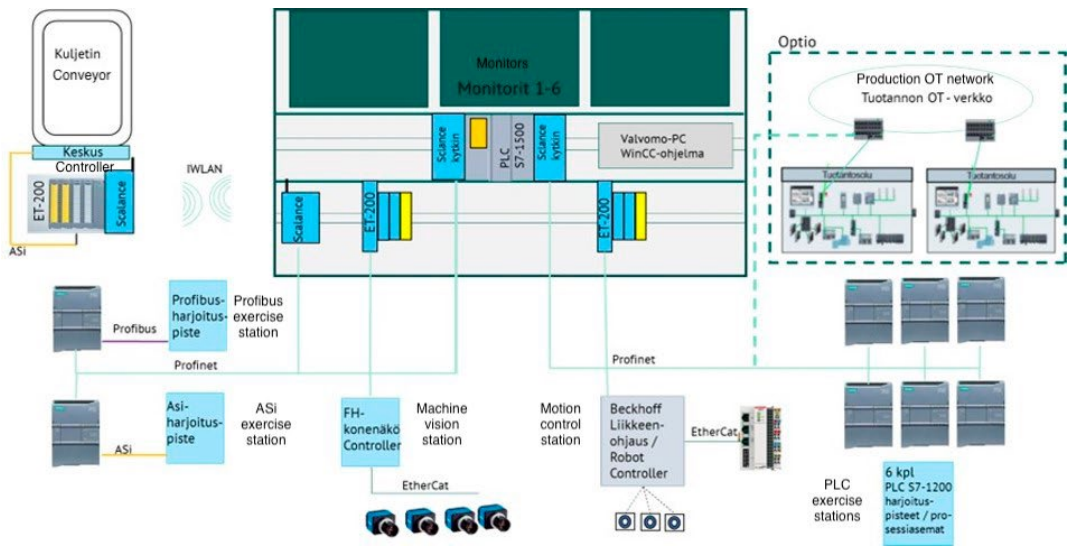 Kuljetin
Conveyor
Keskus
Controller
ET-200
Scalance
ASi
IWLAN
Monitors
Monitorit 1-6
Sclance
kytkin
PLC
S7-1500
Sclance
kytkin
Valvomo-PC
WinCC-ohjelma
Scalance
ET-200
ET-200
Optio
Production OT network
Tuotannon OT - verkko
Tuotantosolu
Tuotantosolu
Profibus
Profibus-
harjoitus-
piste
Profibus
exercise
station
Profinet
Profinet
ASi
Asi-
harjoitus-
piste
ASi
exercise
station
FH-
konenäkö
Controller
Machine
vision
station
EtherCat
Motion
control
station
Beckhoff
Liikkeen-
ohjaus /
Robot
Controller
EtherCat
PLC
exercise
stations
6 kpl
PLC S7-1200
harjoitus-
pisteet / pro-
sessiasemat